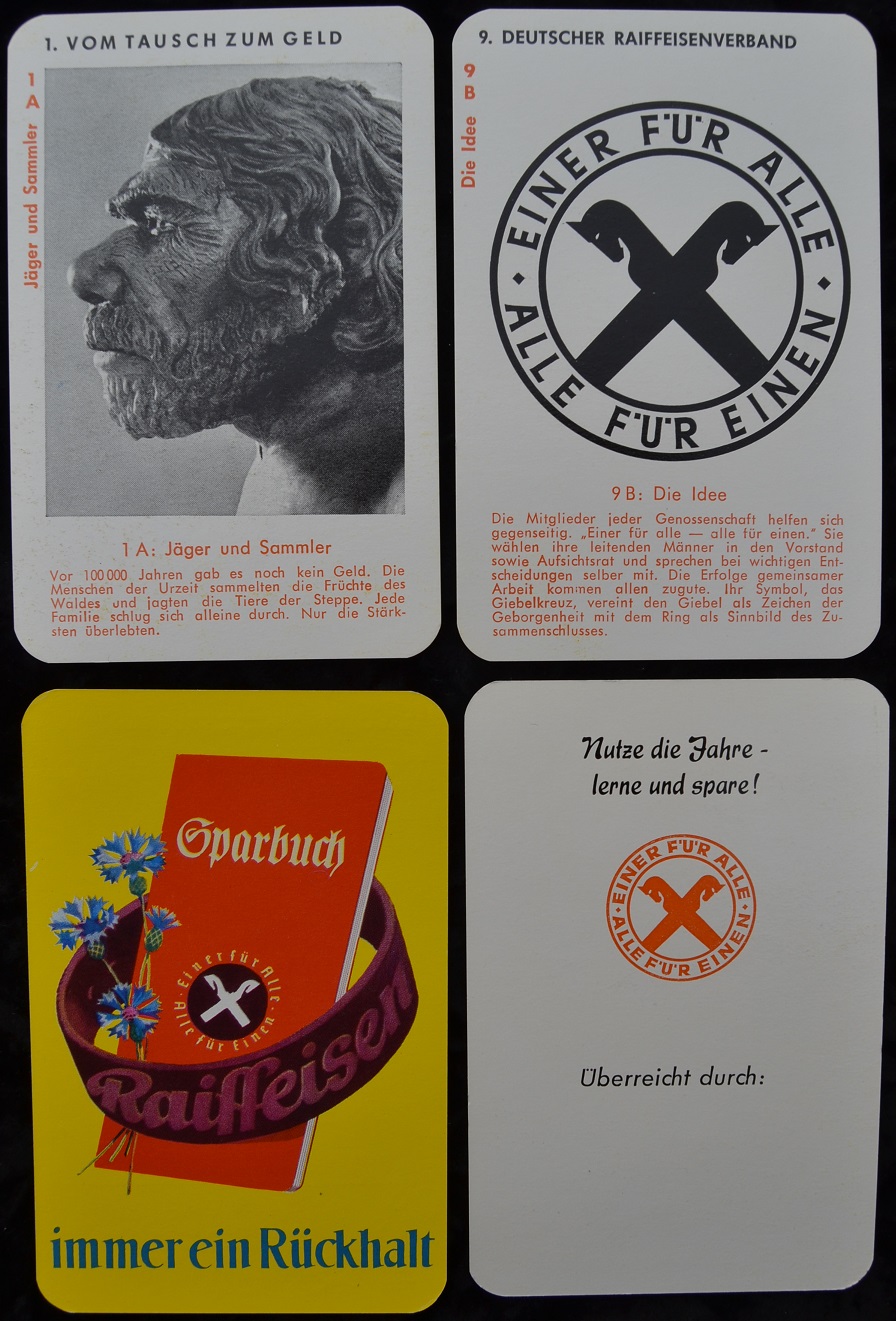 1. VOM TAUSCH ZUM GELD
1
A
Jäger und Sammler
1 A: Jäger und Sammler
Vor 100 000 Jahren gab es noch kein Geld. Die
Menschen der Urzeit sammelten die Früchte des
Waldes und jagten die Tiere der Steppe. Jede
Familie schlug sich alleine durch. Nur die Stärk-
sten überlebten.
9. DEUTSCHER RAIFFEISENVERBAND
9
B
Die Idee
EINER FÜR ALLE
ALLE FÜR EINEN
9 B: Die Idee
Die Mitglieder jeder Genossenschaft helfen sich
gegenseitig. „Einer für alle — alle für einen." Sie
wählen ihre leitenden Männer in den Vorstand
sowie Aufsichtsrat und sprechen bei wichtigen Ent-
scheidungen selber mit. Die Erfolge gemeinsamer
Arbeit kommen allen zugute. Ihr Symbol, das
Giebelkreuz, vereint den Giebel als Zeichen der
Geborgenheit mit dem Ring als Sinnbild des Zu-
sammenschlusses.
Sparbuch
Einer für Alle
Alle für Einen
Raiffeisen
immer ein Rückhalt
Nutze die Jahre -
lerne und spare!
EINER FÜR ALLE
ALLE FÜR EINEN
Überreicht durch: